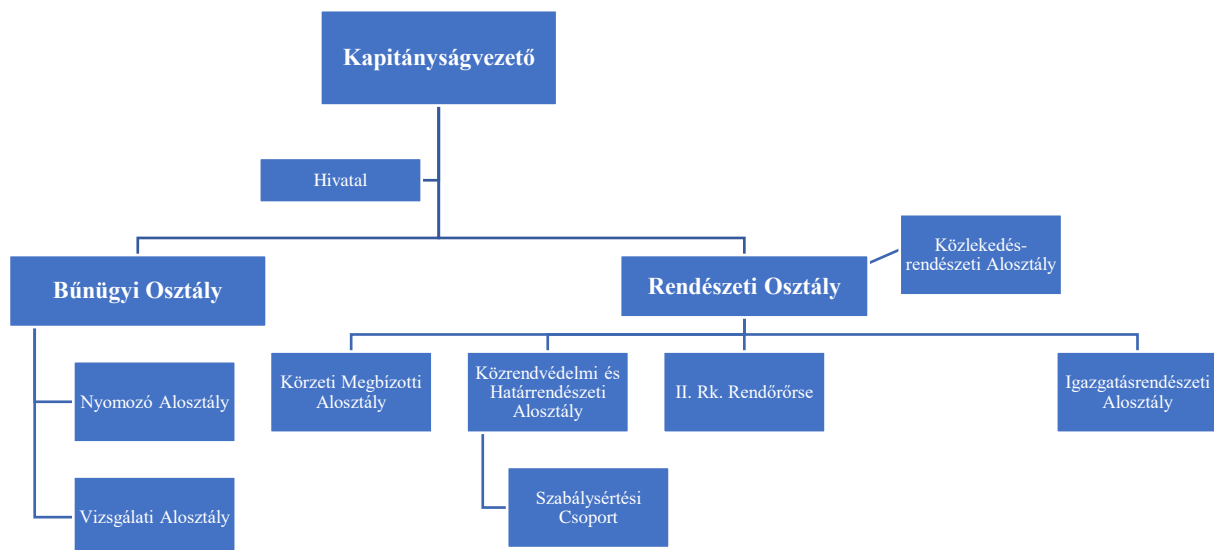 Kapitányságvezető
Hivatal
Közlekedés-
rendészeti Alosztály
Bűnügyi Osztály
Rendészeti Osztály
Nyomozó Alosztály
Vizsgálati Alosztály
Körzeti Megbízotti
Alosztály
Közrendvédelmi és
Határrendészeti
Alosztály
Szabálysértési
Csoport
II. Rk. Rendőrőrse
Igazgatásrendészeti
Alosztály